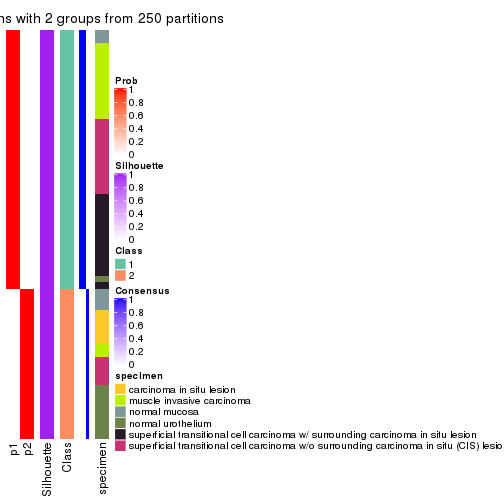 ns with 2 groups from 250 partitions
Prob
1
0.8
0.6
0.4
0.2
0
Silhouette
1
0.8
0.6
0.4
0.2
0
Class
1
2
Consensus
1
0.8
0.6
0.4
0.2
0
specimen
carcinoma in situ lesion
muscle invasive carcinoma
normal mucosa
normal urothelium
superficial transitional cell carcinoma w/ surrounding carcinoma in situ lesion
superficial transitional cell carcinoma w/o surrounding carcinoma in situ (CIS) lesio
p1
p2
Silhouette
Class
specimen